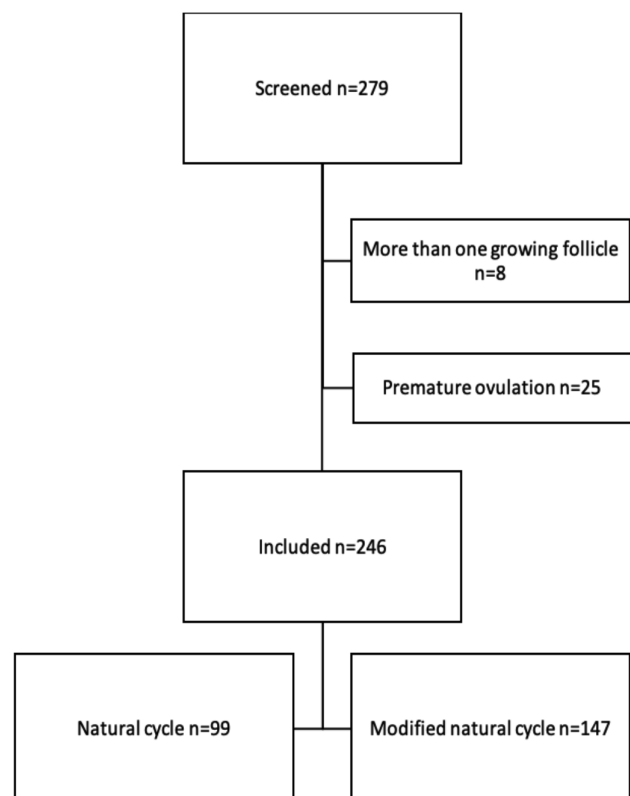 Screened n=279
More than one growing follicle
n=8
Premature ovulation n=25
Included n=246
Natural cycle n=99
Modified natural cycle n=147